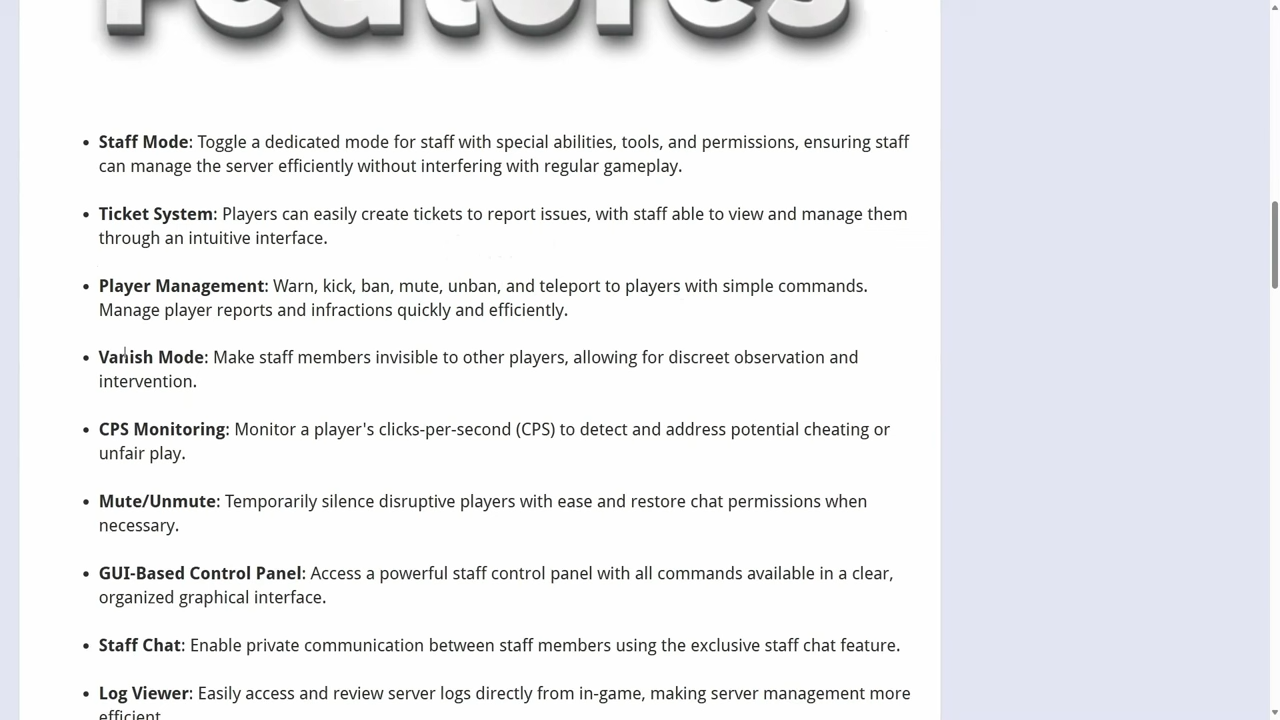 Features
• Staff Mode: Toggle a dedicated mode for staff with special abilities, tools, and permissions, ensuring staff
can manage the server efficiently without interfering with regular gameplay.
• Ticket System: Players can easily create tickets to report issues, with staff able to view and manage them
through an intuitive interface.
• Player Management: Warn, kick, ban, mute, unban, and teleport to players with simple commands.
Manage player reports and infractions quickly and efficiently.
• Vanish Mode: Make staff members invisible to other players, allowing for discreet observation and
intervention.
• CPS Monitoring: Monitor a player's clicks-per-second (CPS) to detect and address potential cheating or
unfair play.
• Mute/Unmute: Temporarily silence disruptive players with ease and restore chat permissions when
necessary.
• GUI-Based Control Panel: Access a powerful staff control panel with all commands available in a clear,
organized graphical interface.
• Staff Chat: Enable private communication between staff members using the exclusive staff chat feature.
• Log Viewer: Easily access and review server logs directly from in-game, making server management more
efficient.